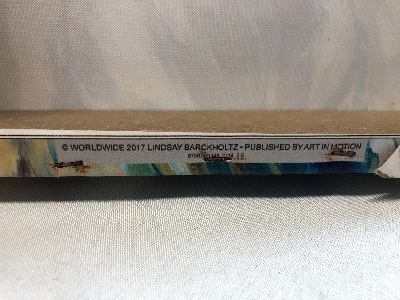 © WORLDWIDE 2017 LINDSAY BARCKHOLTZ • PUBLISHED BY ART IN MOTION